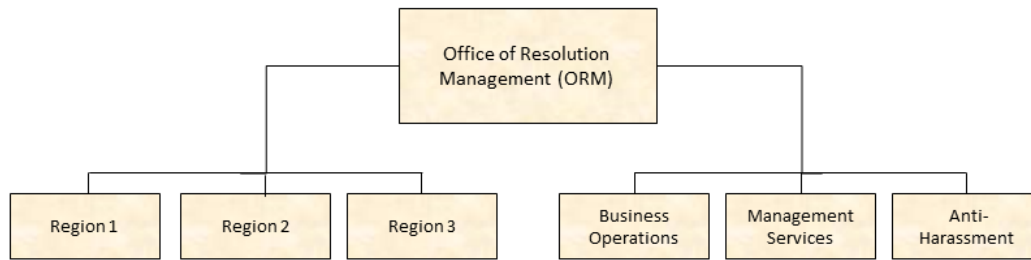 Office of Resolution
Management (ORM)
Region 1
Region 2
Region 3
Business
Operations
Management
Services
Anti-
Harassment